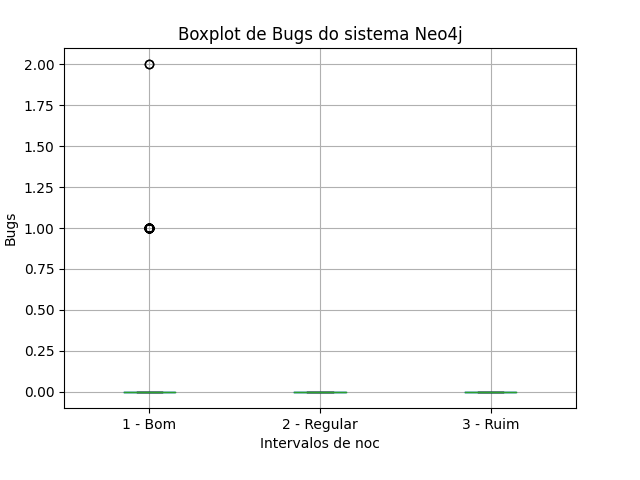 Boxplot de Bugs do sistema Neo4j
2.00
1.75
1.50
1.25
1.00
0.75
0.50
0.25
0.00
Bugs
1 - Bom
2 - Regular
3 - Ruim
Intervalos de noc